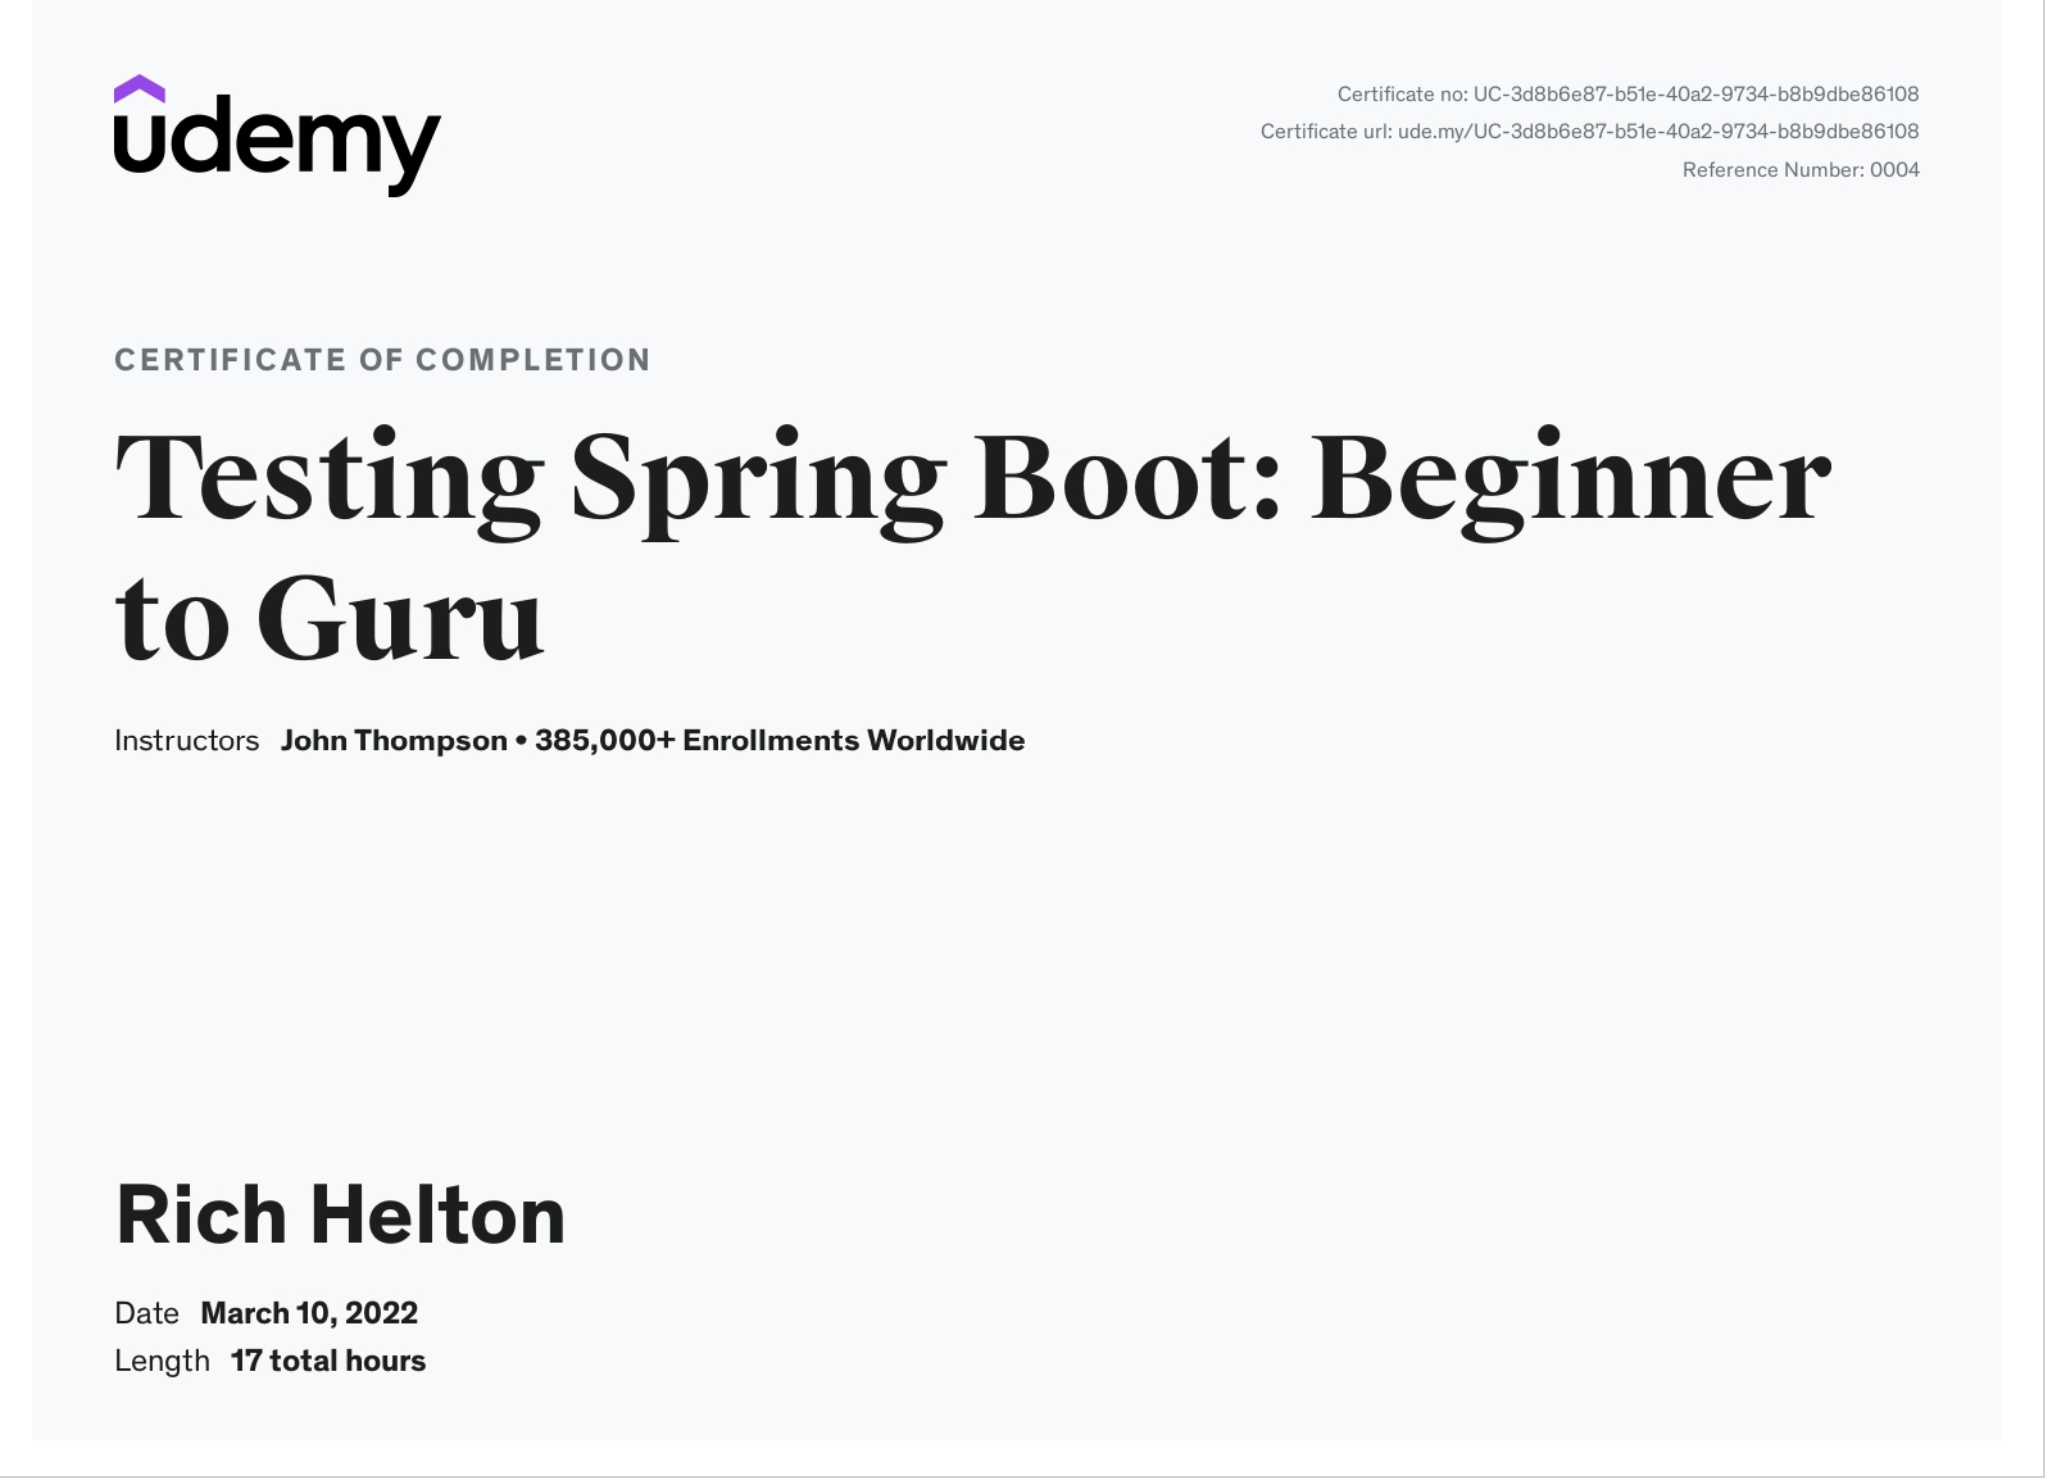 udemy
Certificate no: UC-3d8b6e87-b51e-40a2-9734-b8b9dbe86108
Certificate url: ude.my/UC-3d8b6e87-b51e-40a2-9734-b8b9dbe86108
Reference Number: 0004
CERTIFICATE OF COMPLETION
Testing Spring Boot: Beginner
to Guru
Instructors John Thompson • 385,000+ Enrollments Worldwide
Rich Helton
Date March 10, 2022
Length 17 total hours